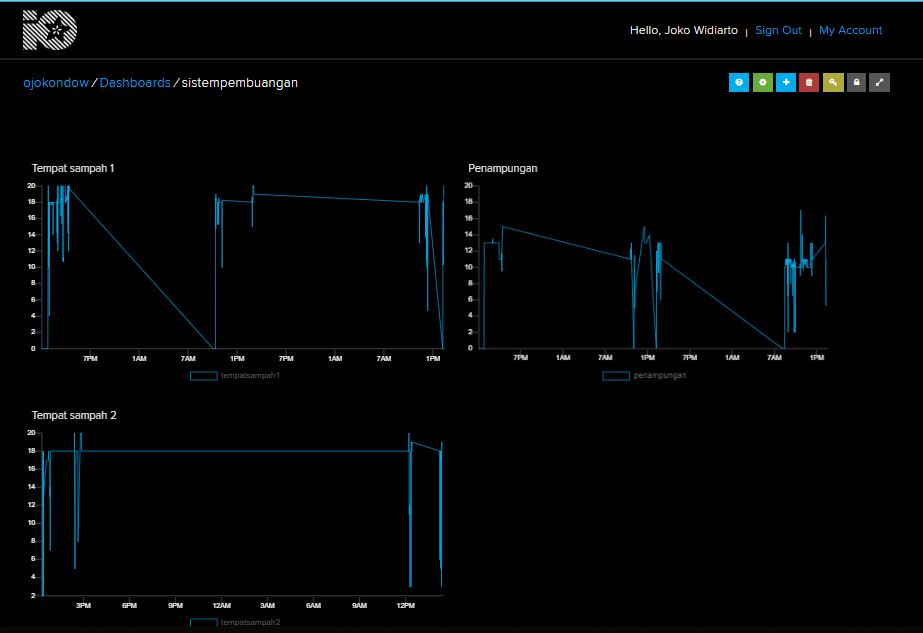 iO
Hello, Joko Widiarto | Sign Out | My Account
ojokondow / Dashboards / sistempembuangan
Tempat sampah 1
20
18
16
14
12
10
8
6
4
2
0
7PM 1AM 7AM 1PM 7PM 1AM 7AM 1PM
tempatsampah1
Penampungan
20
18
16
14
12
10
8
6
4
2
0
7PM 1AM 7AM 1PM 7PM 1AM 7AM 1PM
penampungan
Tempat sampah 2
20
18
16
14
12
10
8
6
4
2
3PM 6PM 9PM 12AM 3AM 6AM 9AM 12PM
tempatsampah2